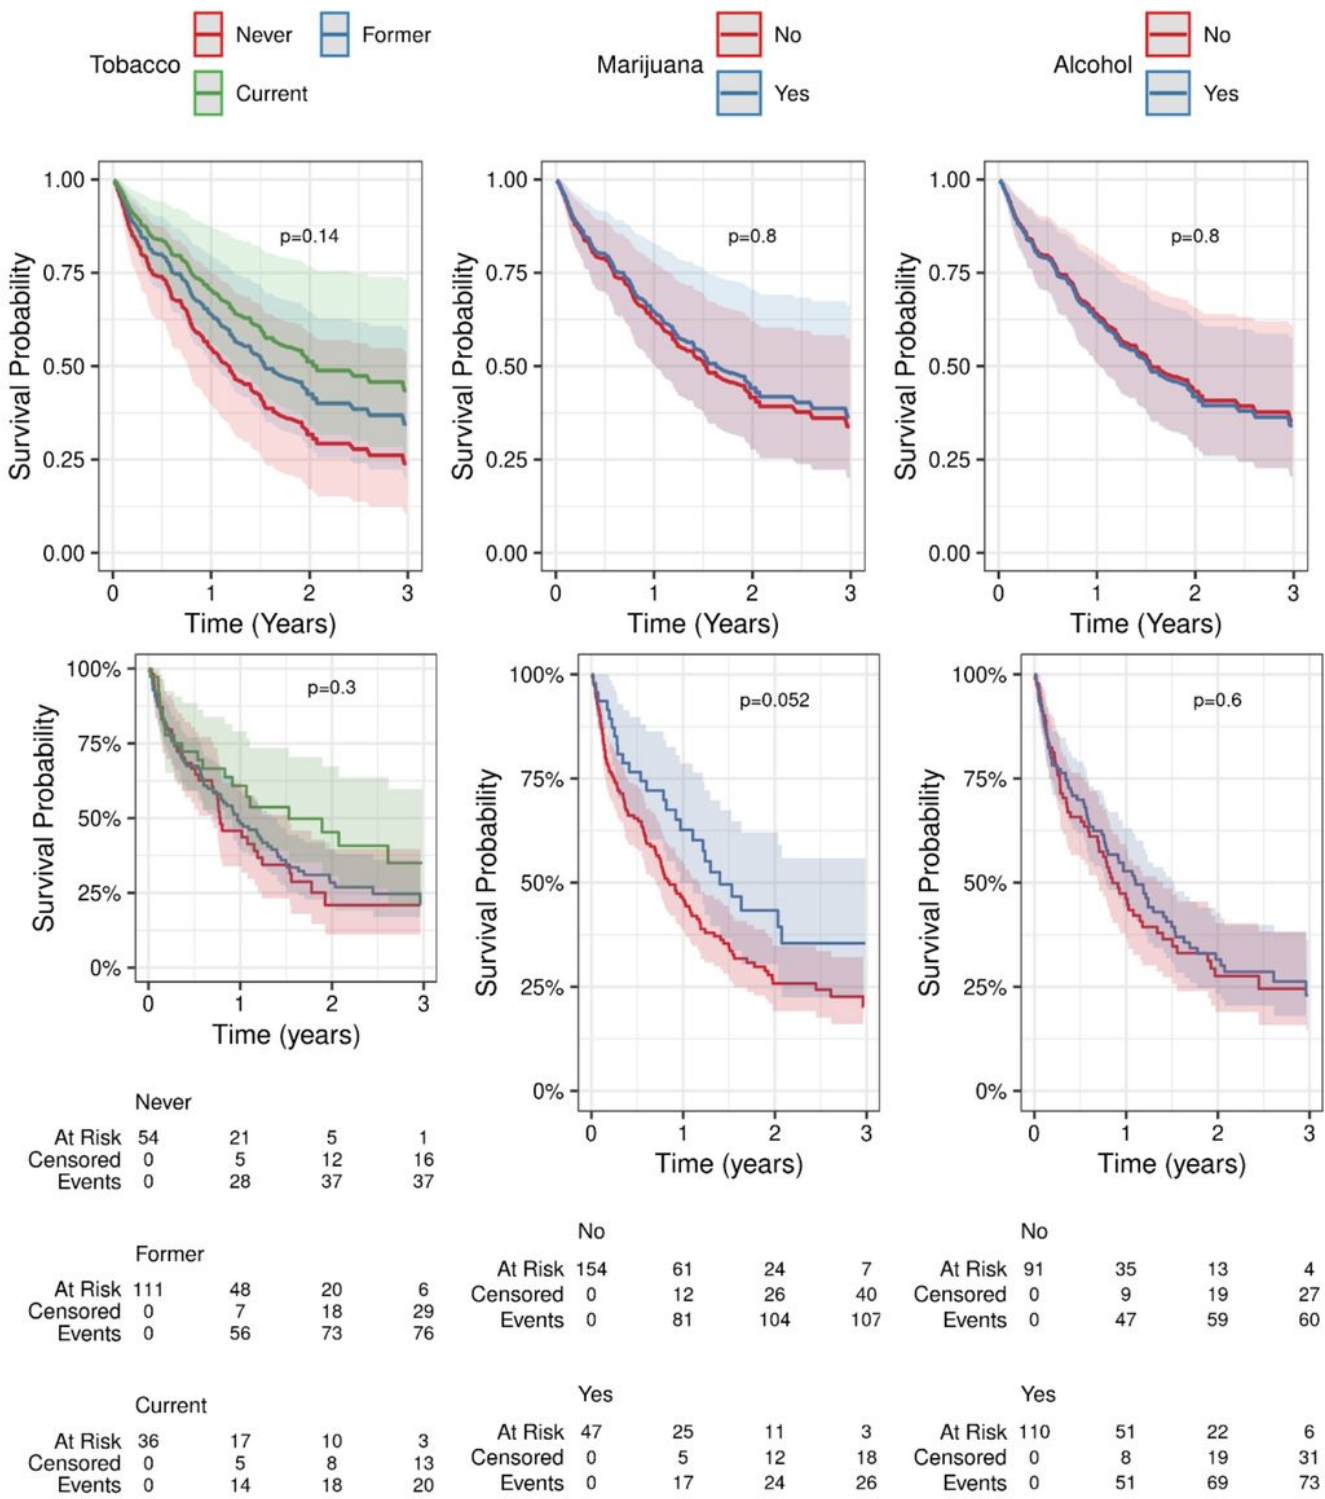 Tobacco
Never
Former
Current
Marijuana
No
Yes
Alcohol
No
Yes
Survival Probability
1.00
0.75
0.50
0.25
0.00
p=0.14
0 1 2 3
Time (Years)
Survival Probability
1.00
0.75
0.50
0.25
0.00
p=0.8
0 1 2 3
Time (Years)
Survival Probability
1.00
0.75
0.50
0.25
0.00
p=0.8
0 1 2 3
Time (Years)
Survival Probability
100%
75%
50%
25%
0%
p=0.3
0 1 2 3
Time (years)
Never
At Risk 54 21 5 1
Censored 0 5 12 16
Events 0 28 37 37
Former
At Risk 111 48 20 6
Censored 0 7 18 29
Events 0 56 73 76
Current
At Risk 36 17 10 3
Censored 0 5 8 13
Events 0 14 18 20
Survival Probability
100%
75%
50%
25%
0%
p=0.052
0 1 2 3
Time (years)
No
At Risk 154 61 24 7
Censored 0 12 26 40
Events 0 81 104 107
Yes
At Risk 47 25 11 3
Censored 0 5 12 18
Events 0 17 24 26
Survival Probability
100%
75%
50%
25%
0%
p=0.6
0 1 2 3
Time (years)
No
At Risk 91 35 13 4
Censored 0 9 19 27
Events 0 47 59 60
Yes
At Risk 110 51 22 6
Censored 0 8 19 31
Events 0 51 69 73